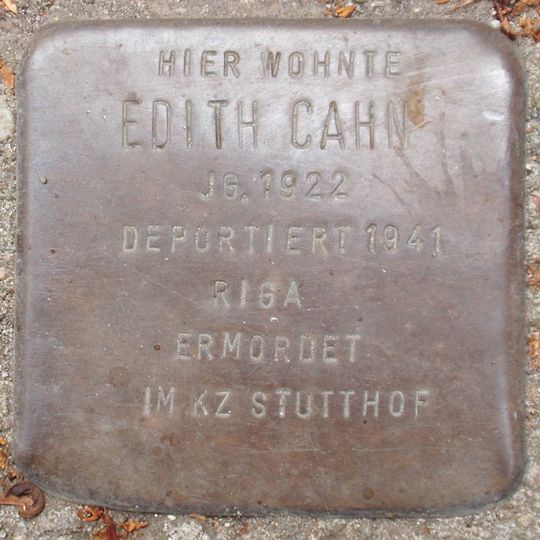 HIER WOHNTE
EDITH CAHN
JG. 1922
DEPORTIERT 1941
RIGA
ERMORDET
IM KZ STUTTHOF